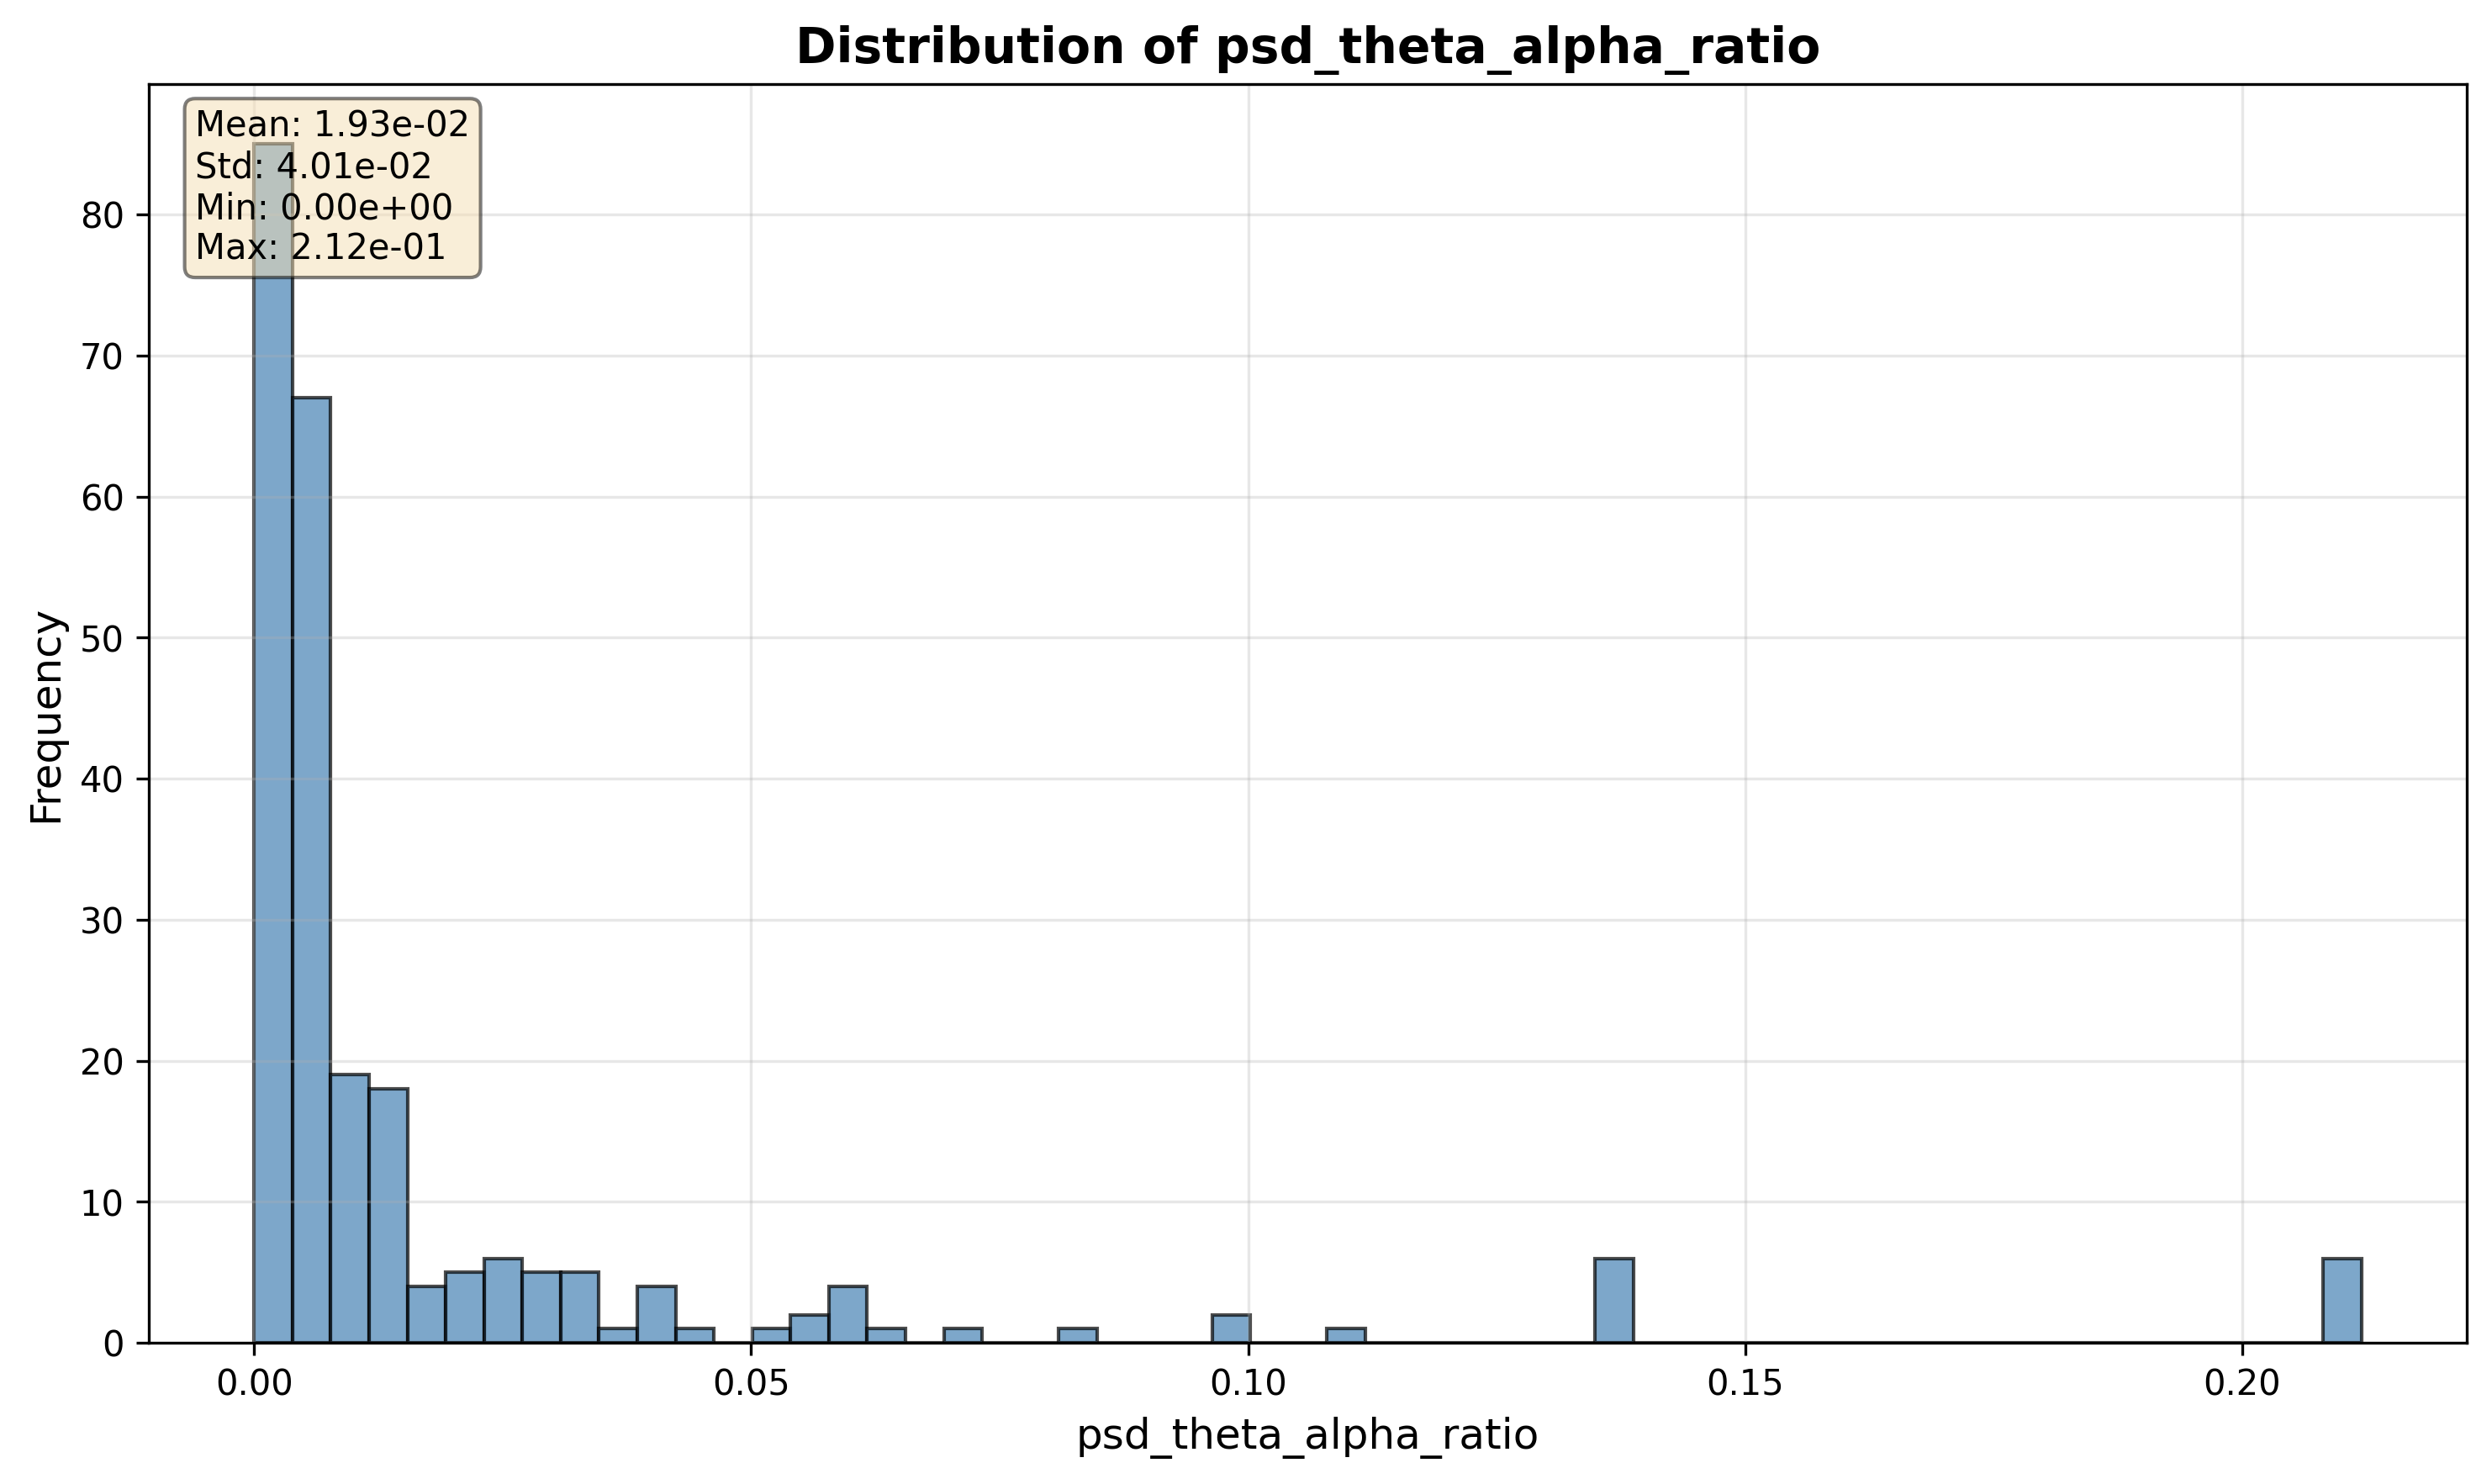 Distribution of psd_theta_alpha_ratio
Mean: 1.93e-02
Std: 4.01e-02
Min: 0.00e+00
Max: 2.12e-01
Frequency
80
70
60
50
40
30
20
10
0
0.00 0.05 0.10 0.15 0.20
psd_theta_alpha_ratio